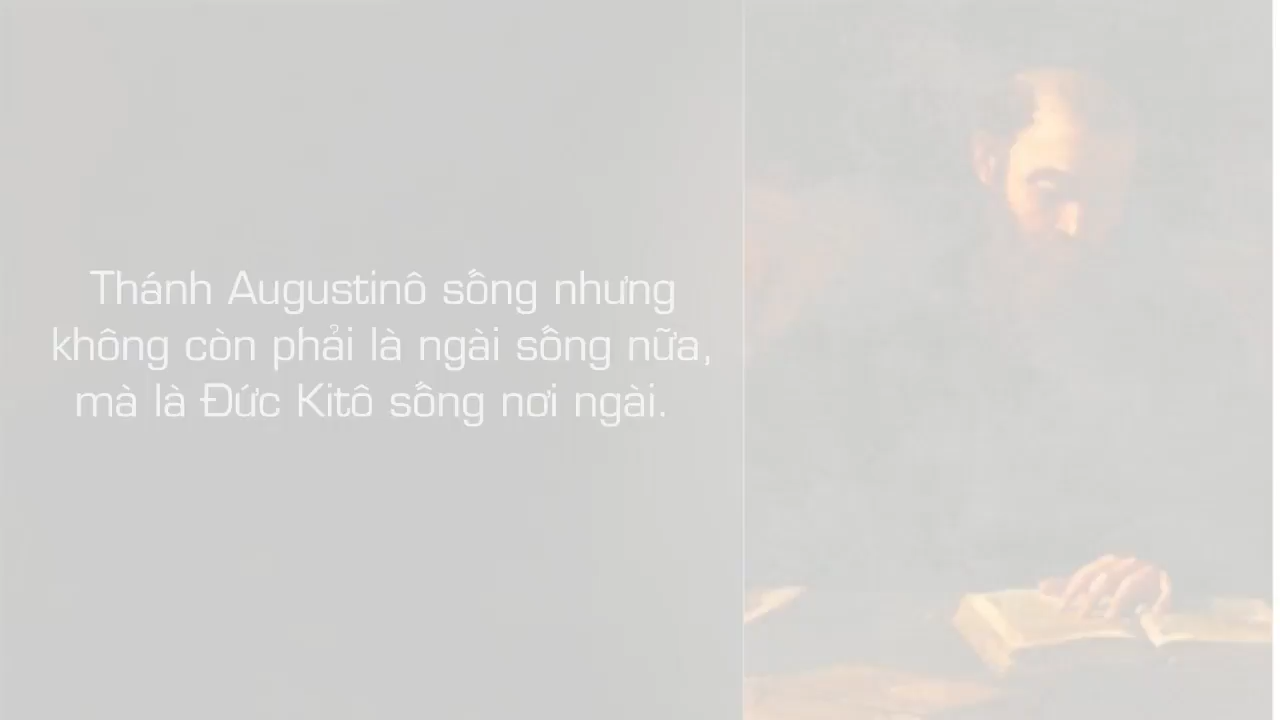 Thánh Augustinô sống nhưng
không còn phải là ngài sống nữa,
mà là Đức Kitô sống nơi ngài.